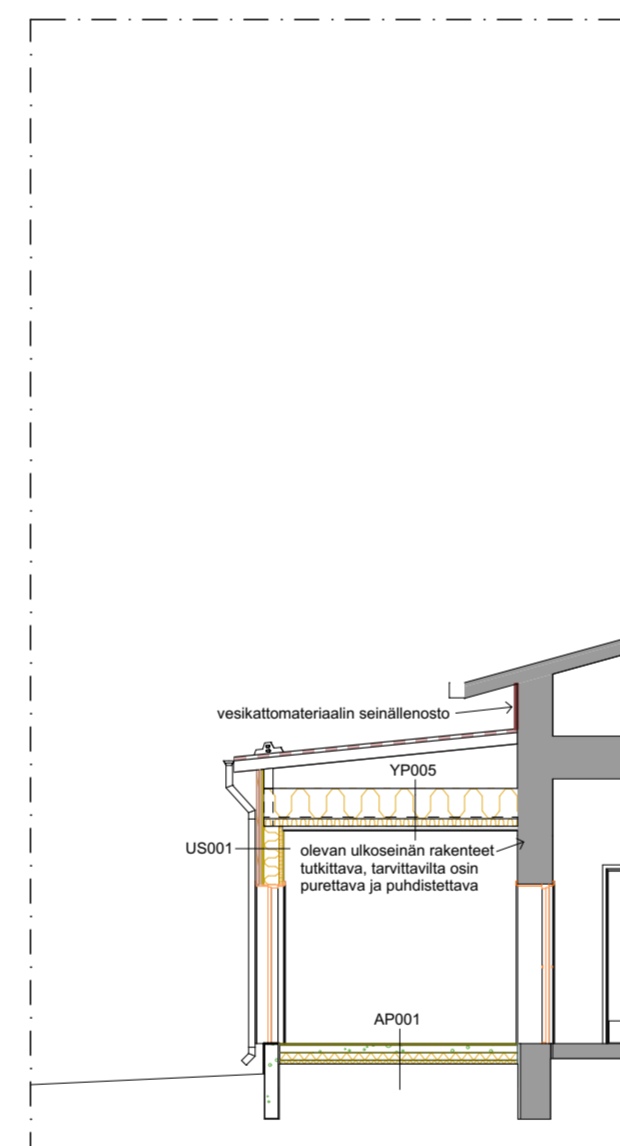 vesikattomateriaalin seinällenosto
YP005
US001
olevan ulkoseinän rakenteet
tutkittava, tarvittavilta osin
purettava ja puhdistettava
AP001